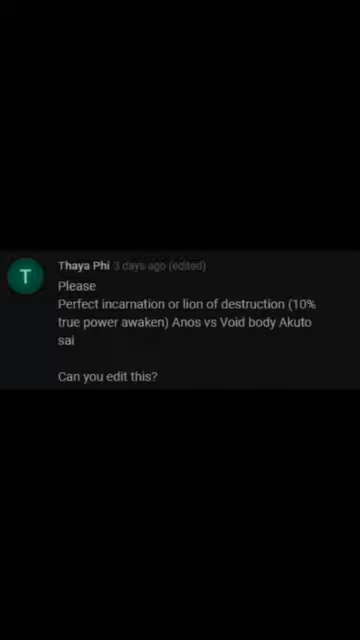 T
Thaya Phi 3 days ago (edited)
Please
Perfect incarnation or lion of destruction (10%
true power awaken) Anos vs Void body Akuto
sai
Can you edit this?